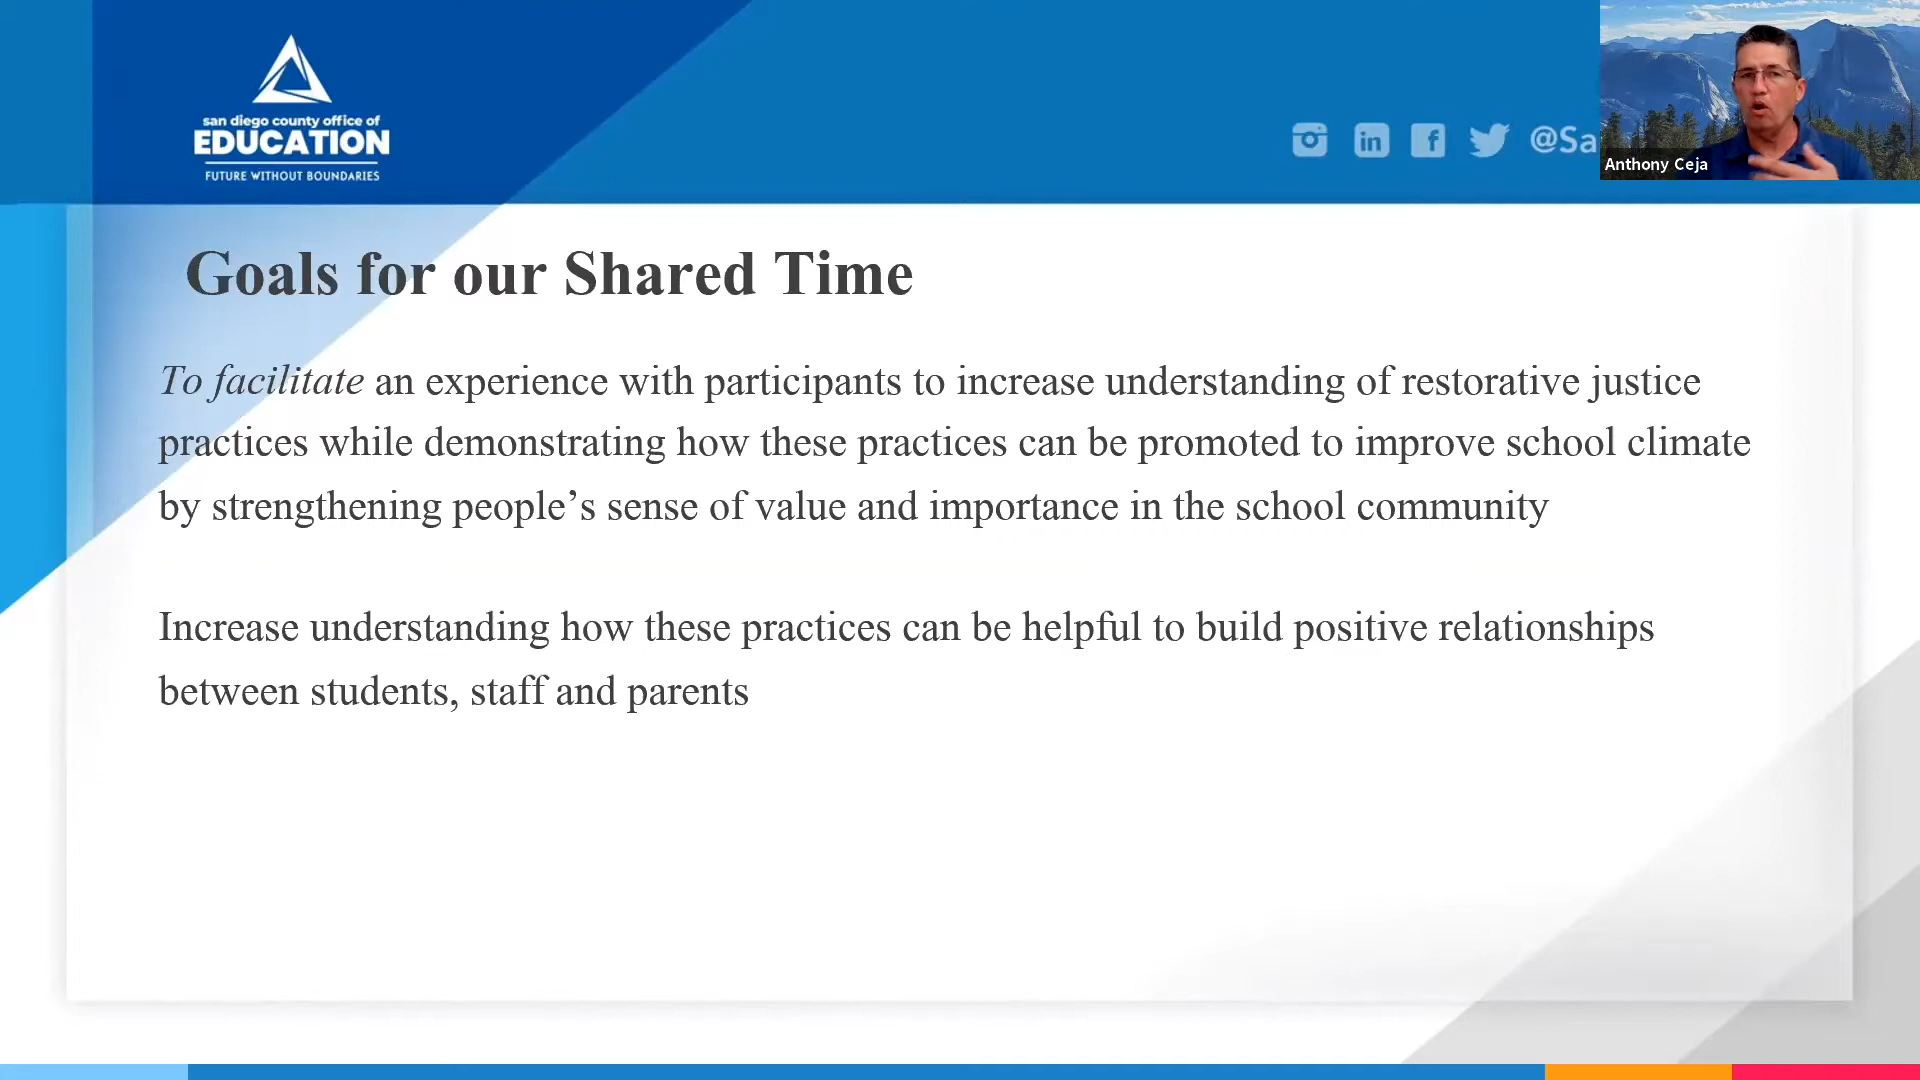 san diego county office of
EDUCATION
FUTURE WITHOUT BOUNDARIES
in f @Sa
Anthony Ceja
Goals for our Shared Time
To facilitate an experience with participants to increase understanding of restorative justice
practices while demonstrating how these practices can be promoted to improve school climate
by strengthening people’s sense of value and importance in the school community
Increase understanding how these practices can be helpful to build positive relationships
between students, staff and parents